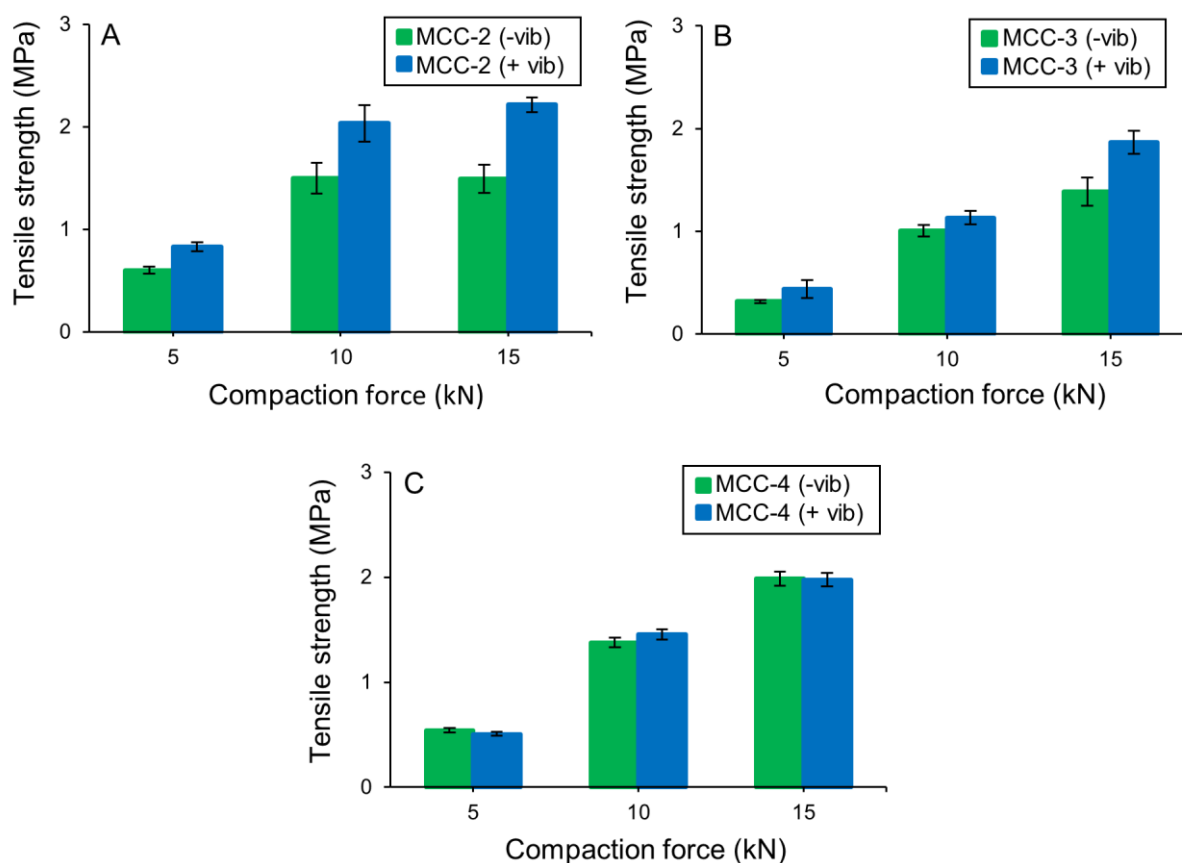 A
MCC-2 (-vib)
MCC-2 (+ vib)
Tensile strength (MPa)
3
2
1
0
5 10 15
Compaction force (kN)
B
MCC-3 (-vib)
MCC-3 (+ vib)
Tensile strength (MPa)
3
2
1
0
5 10 15
Compaction force (kN)
C
MCC-4 (-vib)
MCC-4 (+ vib)
Tensile strength (MPa)
3
2
1
0
5 10 15
Compaction force (kN)